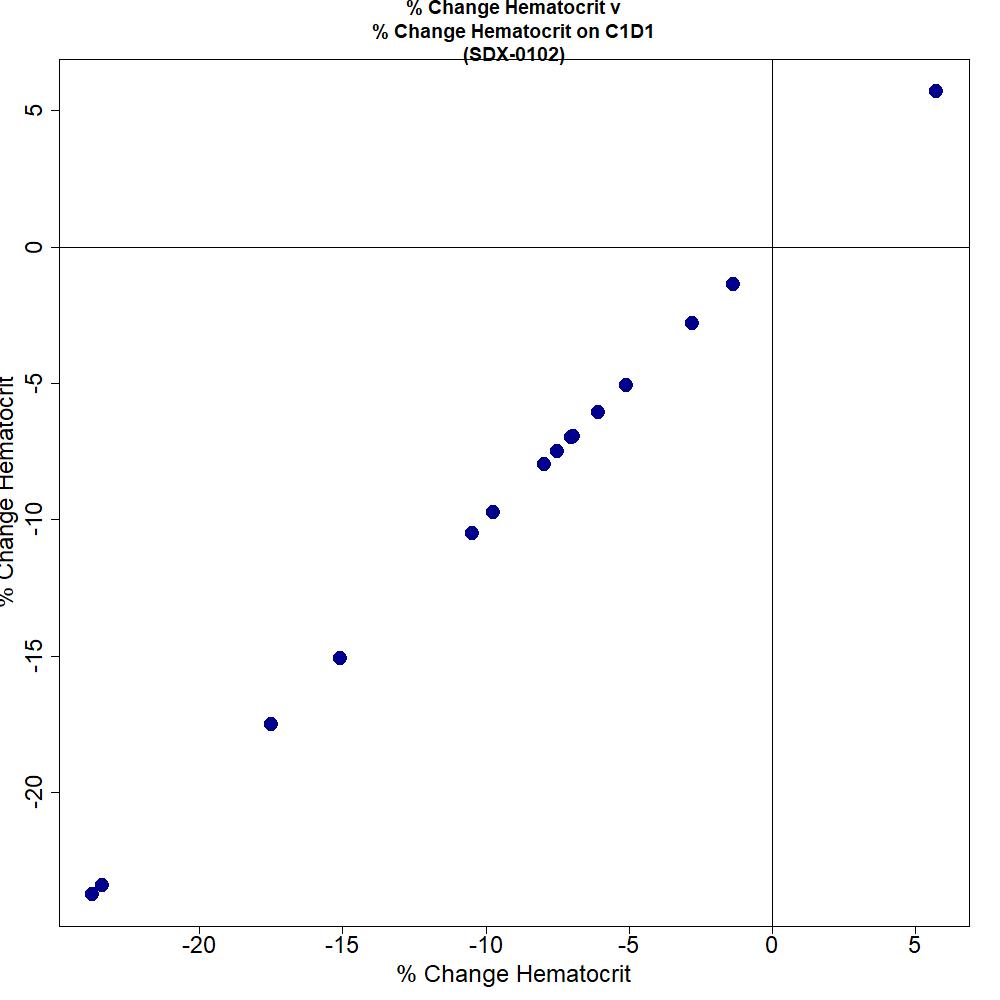 % Change Hematocrit v
% Change Hematocrit on C1D1
(SDX-0102)
% Change Hematocrit
5
0
-5
-10
-15
-20
-20
-15
-10
-5
0
5
% Change Hematocrit